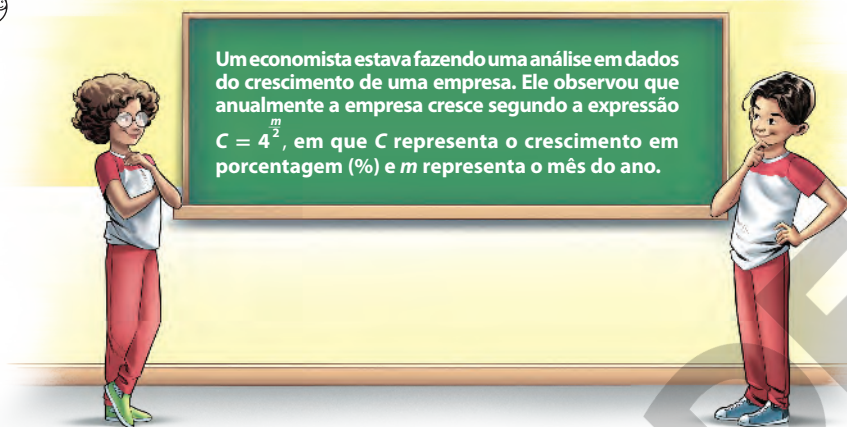 Um economista estava fazendo uma análise em dados
do crescimento de uma empresa. Ele observou que
anualmente a empresa cresce segundo a expressão
C = 4^(m/2), em que C representa o crescimento em
porcentagem (%) e m representa o mês do ano.